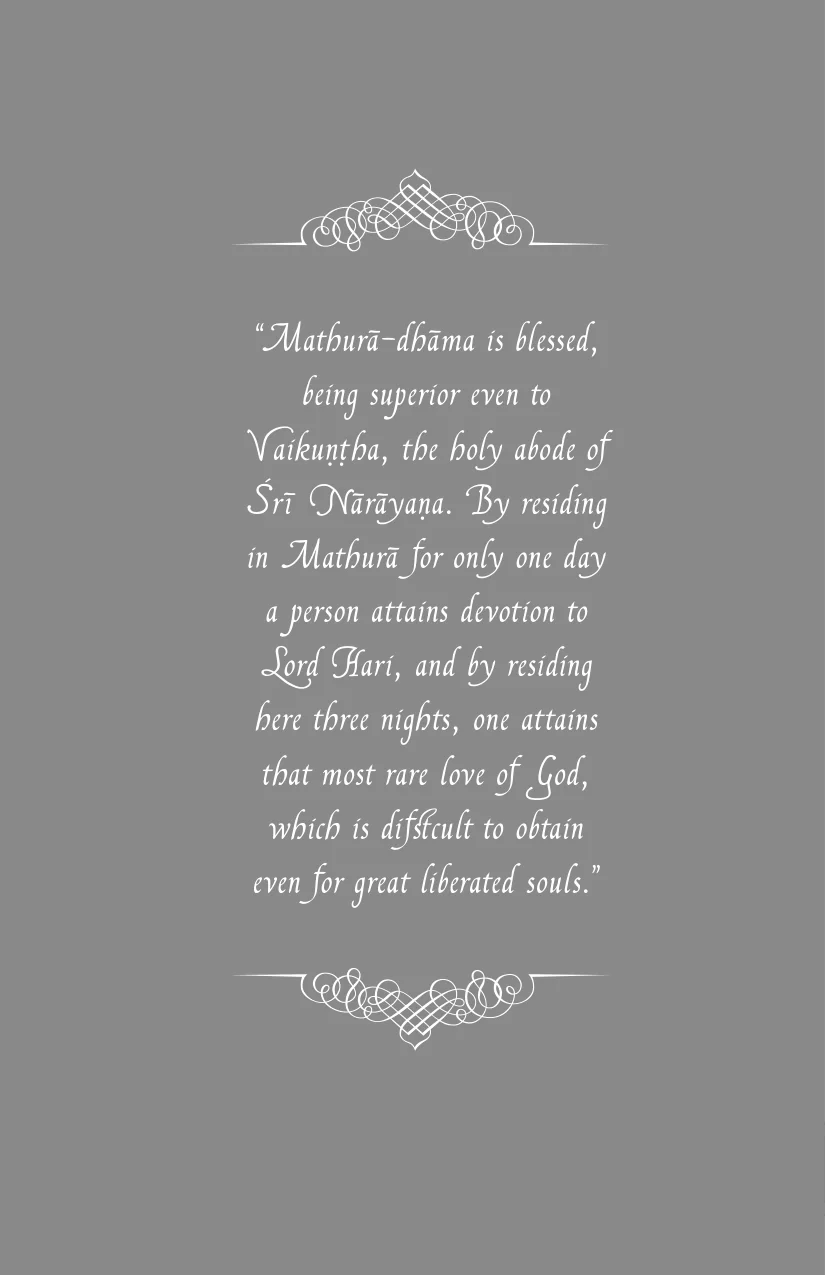 “Mathurā-dhāma is blessed,
being superior even to
Vaikuṇṭha, the holy abode of
Śrī Nārāyaṇa. By residing
in Mathurā for only one day
a person attains devotion to
Lord Hari, and by residing
here three nights, one attains
that most rare love of God,
which is difstcult to obtain
even for great liberated souls.”